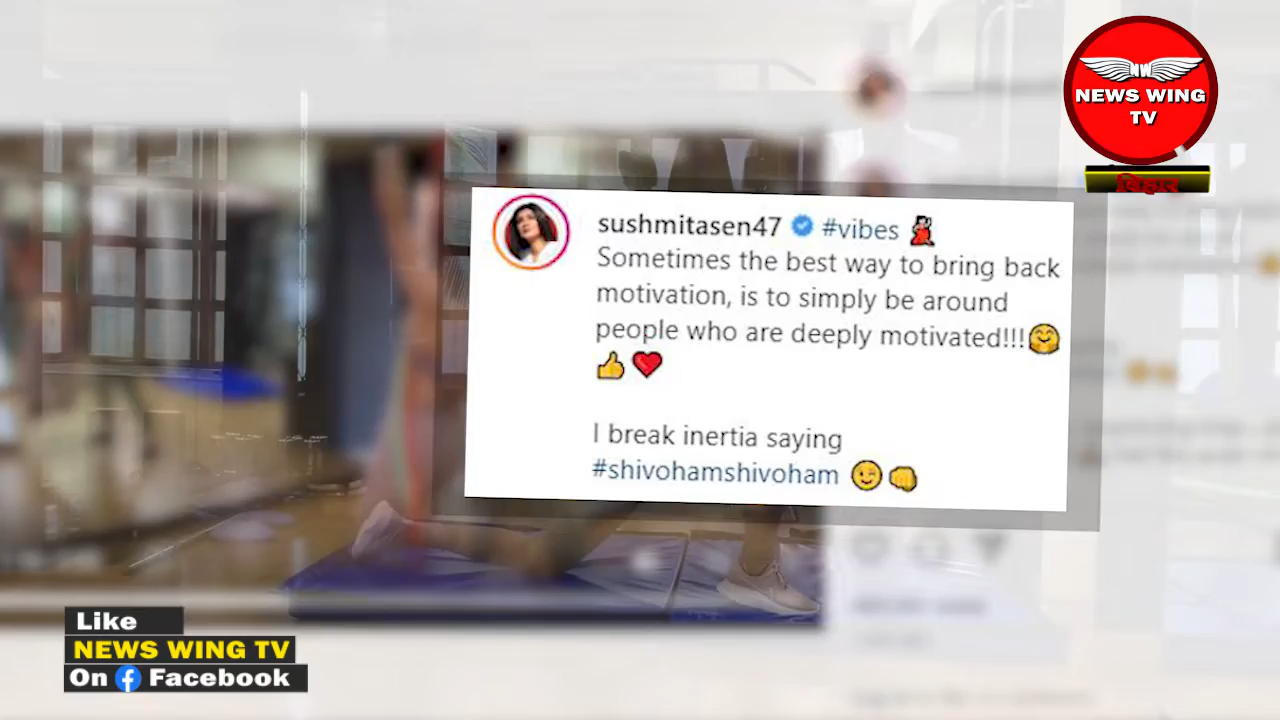 NEWS WING
TV
बिहार
sushmitasen47 #vibes 💃
Sometimes the best way to bring back
motivation, is to simply be around
people who are deeply motivated!!!🤗
👍❤️
I break inertia saying
#shivohamshivoham 😉👊
Like
NEWS WING TV
On Facebook